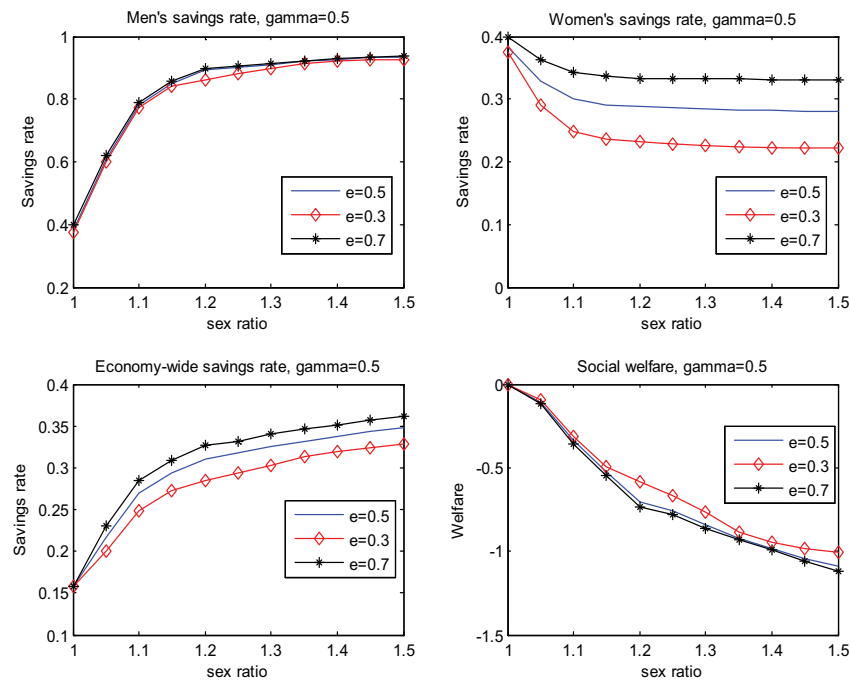 Men's savings rate, gamma=0.5
Savings rate
1
0.8
0.6
0.4
0.2
1
1.1
1.2
1.3
1.4
1.5
sex ratio
e=0.5
e=0.3
e=0.7
Women's savings rate, gamma=0.5
Savings rate
0.4
0.3
0.2
0.1
0
1
1.1
1.2
1.3
1.4
1.5
sex ratio
e=0.5
e=0.3
e=0.7
Economy-wide savings rate, gamma=0.5
Savings rate
0.4
0.35
0.3
0.25
0.2
0.15
0.1
1
1.1
1.2
1.3
1.4
1.5
sex ratio
e=0.5
e=0.3
e=0.7
Social welfare, gamma=0.5
Welfare
0
-0.5
-1
-1.5
1
1.1
1.2
1.3
1.4
1.5
sex ratio
e=0.5
e=0.3
e=0.7